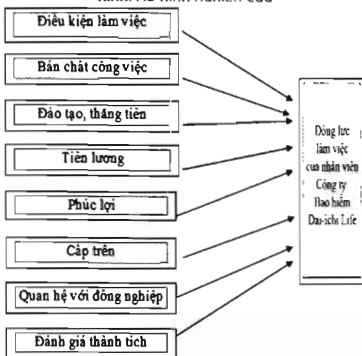 Điều kiện làm việc
Bản chất công việc
Đào tạo, thăng tiến
Tiền lương
Phúc lợi
Cấp trên
Quan hệ với đồng nghiệp
Đánh giá thành tích
Động lực
làm việc
của nhân viên
Công ty
Bảo hiểm
Dai-ichi Life